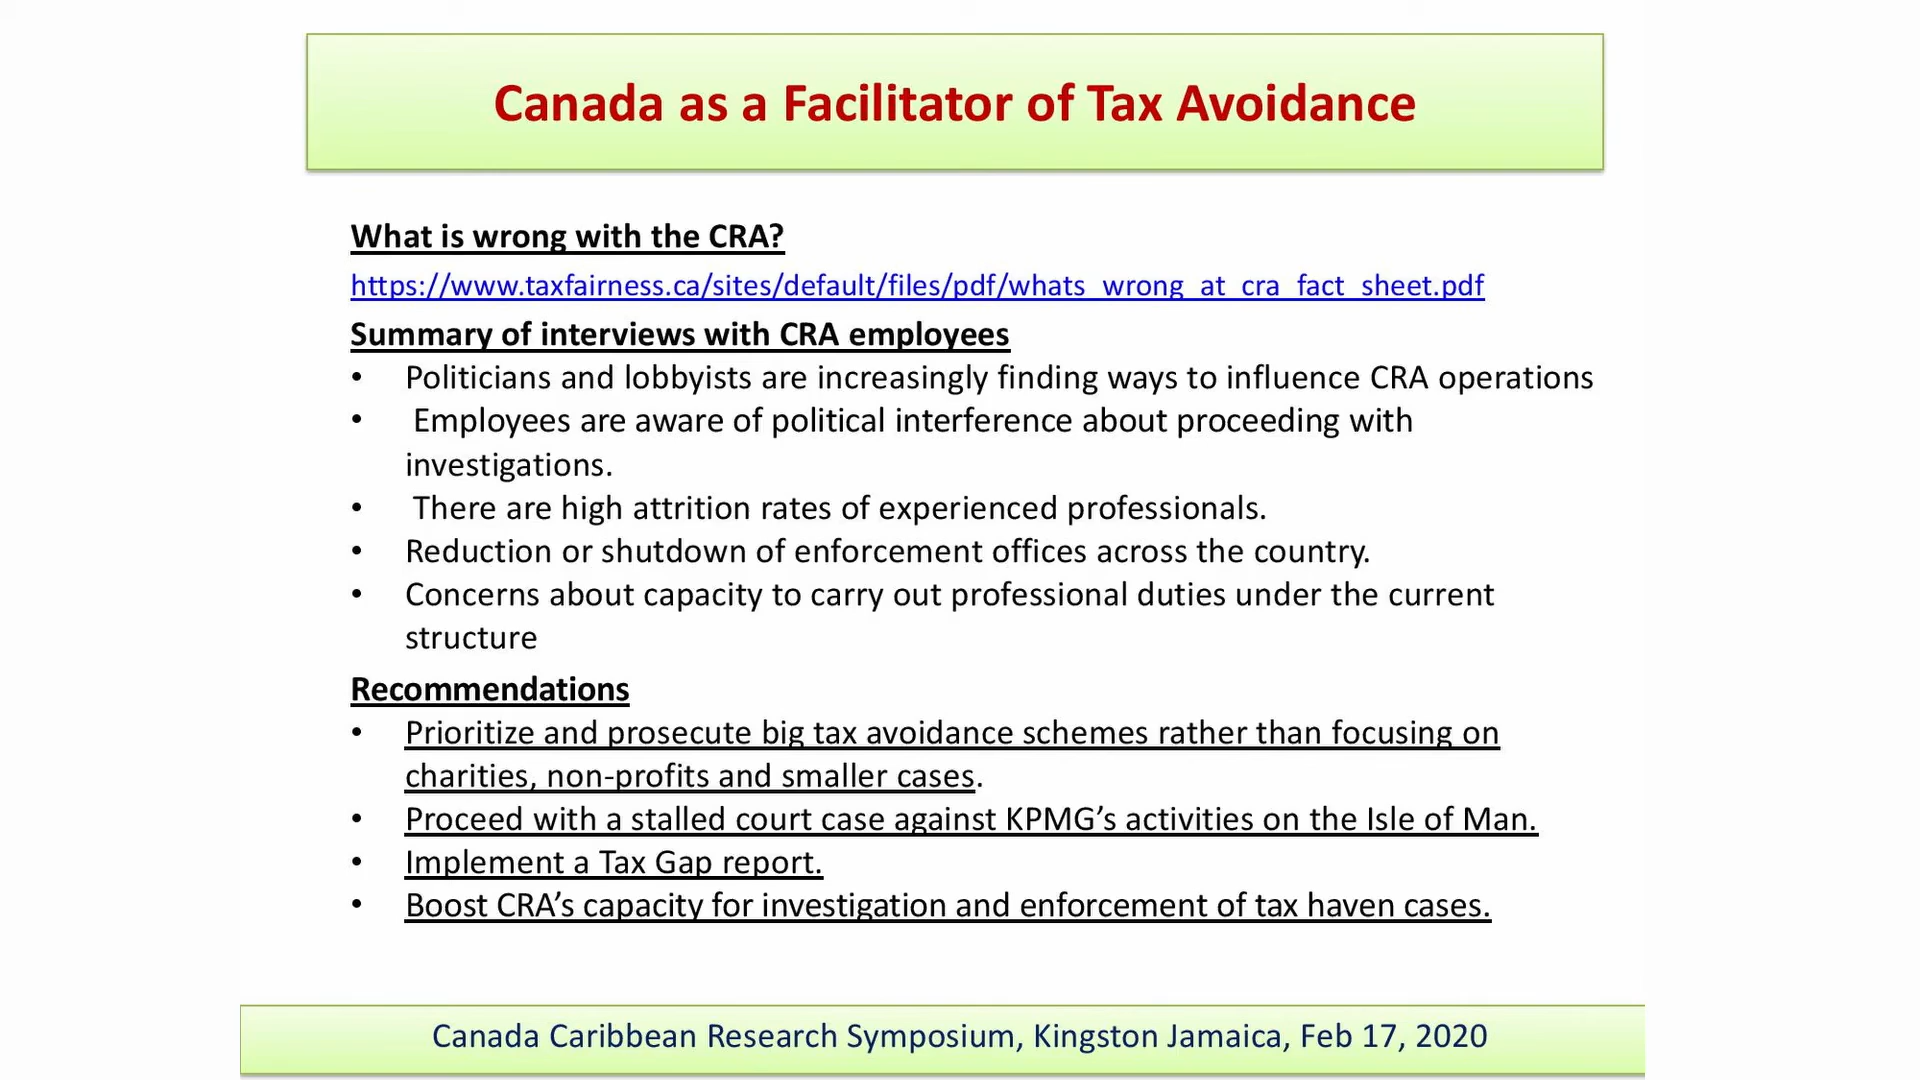 Canada as a Facilitator of Tax Avoidance
What is wrong with the CRA?
https://www.taxfairness.ca/sites/default/files/pdf/whats_wrong_at_cra_fact_sheet.pdf
Summary of interviews with CRA employees
• Politicians and lobbyists are increasingly finding ways to influence CRA operations
• Employees are aware of political interference about proceeding with
investigations.
• There are high attrition rates of experienced professionals.
• Reduction or shutdown of enforcement offices across the country.
• Concerns about capacity to carry out professional duties under the current
structure
Recommendations
• Prioritize and prosecute big tax avoidance schemes rather than focusing on
charities, non-profits and smaller cases.
• Proceed with a stalled court case against KPMG’s activities on the Isle of Man.
• Implement a Tax Gap report.
• Boost CRA’s capacity for investigation and enforcement of tax haven cases.
Canada Caribbean Research Symposium, Kingston Jamaica, Feb 17, 2020